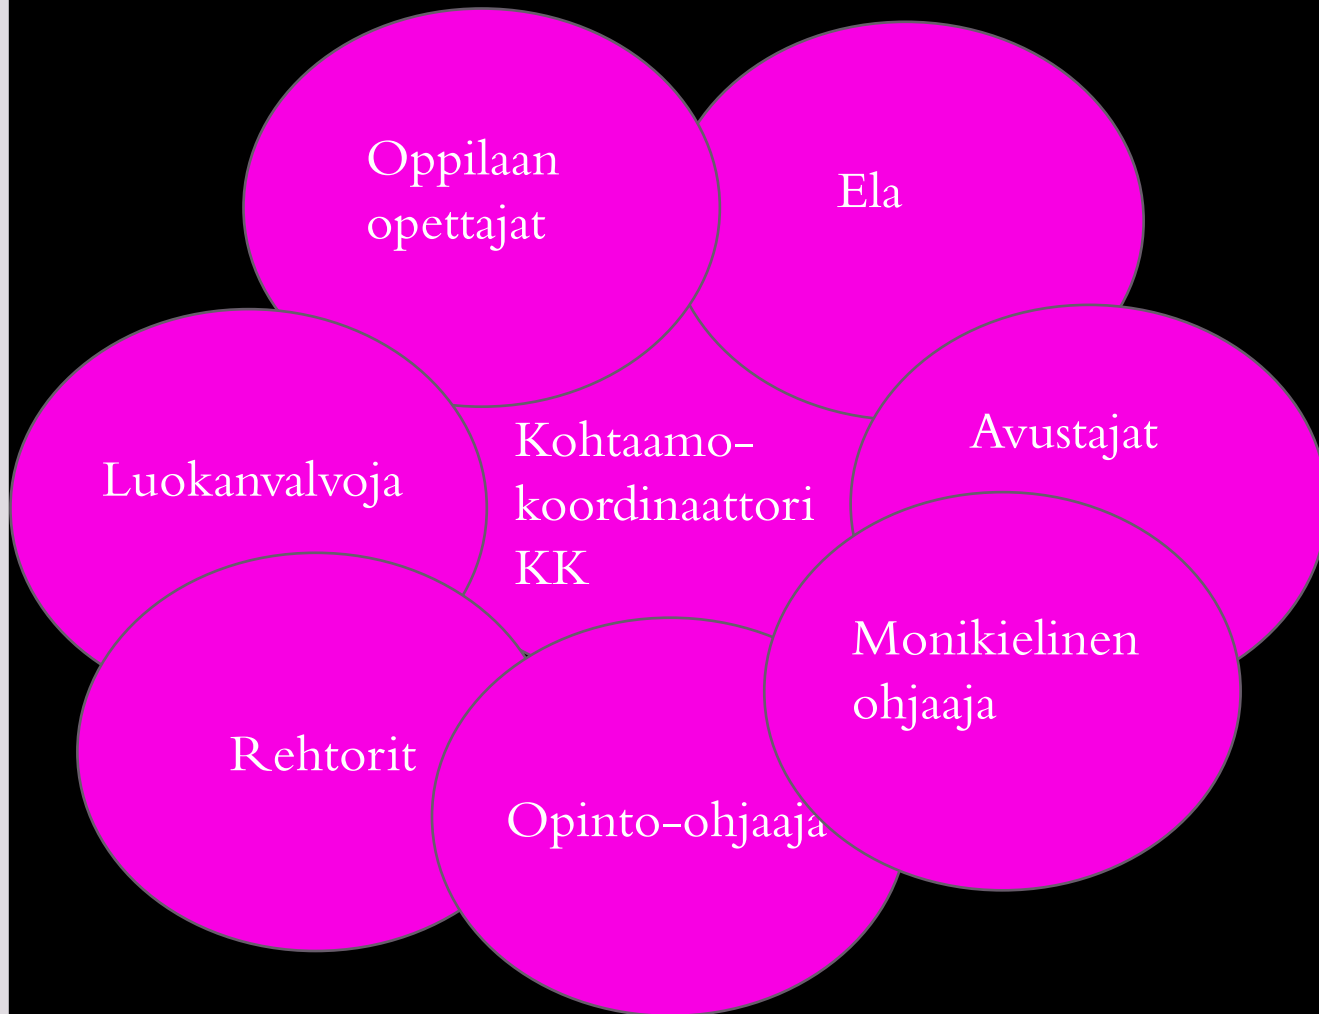 Oppilaan
opettajat
Ela
Luokanvalvoja
Kohtaamo-
koordinaattori
KK
Avustajat
Monikielinen
ohjaaja
Rehtorit
Opinto-ohjaaja